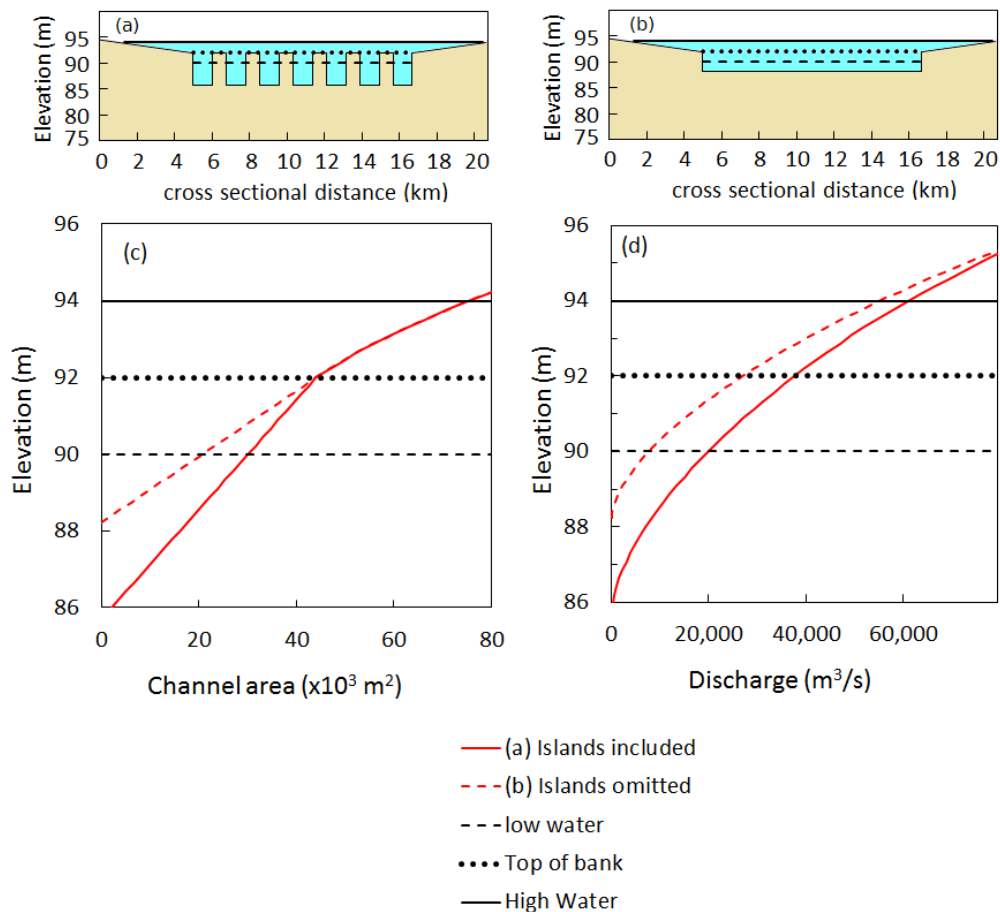 (a)
Elevation (m)
95
90
85
80
75
0 2 4 6 8 10 12 14 16 18 20
cross sectional distance (km)
(b)
Elevation (m)
95
90
85
80
75
0 2 4 6 8 10 12 14 16 18 20
cross sectional distance (km)
(c)
Elevation (m)
96
94
92
90
88
86
0 20 40 60 80
Channel area (x10³ m²)
(d)
Elevation (m)
96
94
92
90
88
86
0 20,000 40,000 60,000
Discharge (m³/s)
(a) Islands included
(b) Islands omitted
low water
Top of bank
High Water